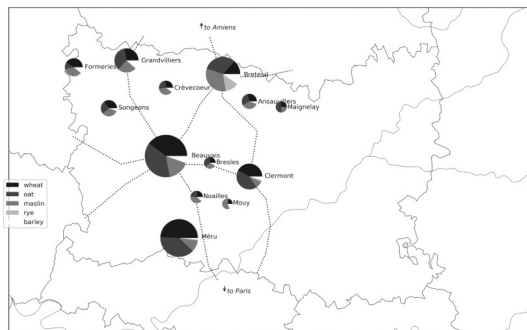 to Amiens
Grandvilliers
Formeries
Breteuil
Crèvecoeur
Ansauvillers
Maignelay
Songeons
Beauvais
Bresles
Clermont
wheat
oat
maslin
rye
barley
Noailles
Mouy
Méru
to Paris